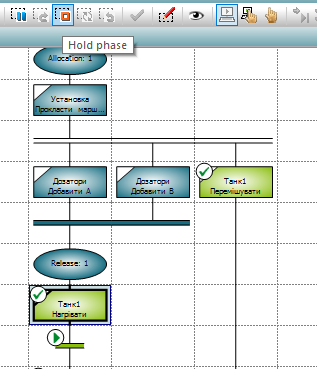 Hold phase
Allocation: 1
Установка
Прокласти марш...
Дозатори
Добавити А
Дозатори
Добавити В
Танк1
Перемішувати
Release: 1
Танк1
Нагрівати